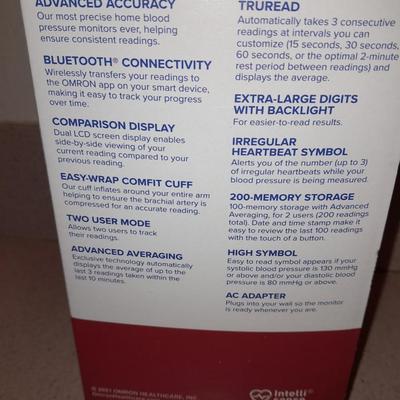 ADVANCED ACCURACY
Our most precise home blood
pressure monitors ever, helping
ensure consistent readings.
BLUETOOTH® CONNECTIVITY
Wirelessly transfers your readings to
the OMRON app on your smart device,
making it easy to track your progress
over time.
COMPARISON DISPLAY
Dual LCD screen display enables
side-by-side viewing of your
current reading compared to your
previous reading.
EASY-WRAP COMFIT CUFF
Our cuff inflates around your entire arm
helping to ensure the brachial artery is
compressed for an accurate reading.
TWO USER MODE
Allows two users to track
their readings.
ADVANCED AVERAGING
Exclusive technology automatically
displays the average of up to the
last 3 readings taken within the
last 10 minutes.
© 2021 OMRON HEALTHCARE, INC
TRUREAD
Automatically takes 3 consecutive
readings at intervals you can
customize (15 seconds, 30 seconds,
60 seconds, or the optimal 2-minute
rest period between readings) and
displays the average.
EXTRA-LARGE DIGITS
WITH BACKLIGHT
For easier-to-read results.
IRREGULAR
HEARTBEAT SYMBOL
Alerts you of the number (up to 3)
of irregular heartbeats while your
blood pressure is being measured.
200-MEMORY STORAGE
100-memory storage with Advanced
Averaging, for 2 users (200 readings
total). Date and time stamp make it
easy to review the last 100 readings
with the touch of a button.
HIGH SYMBOL
Easy to read symbol appears if your
systolic blood pressure is 130 mmHg
or above and/or your diastolic blood
pressure is 80 mmHg or above.
AC ADAPTER
Plugs into your wall so the monitor
is ready whenever you are.
Intelli®
sense